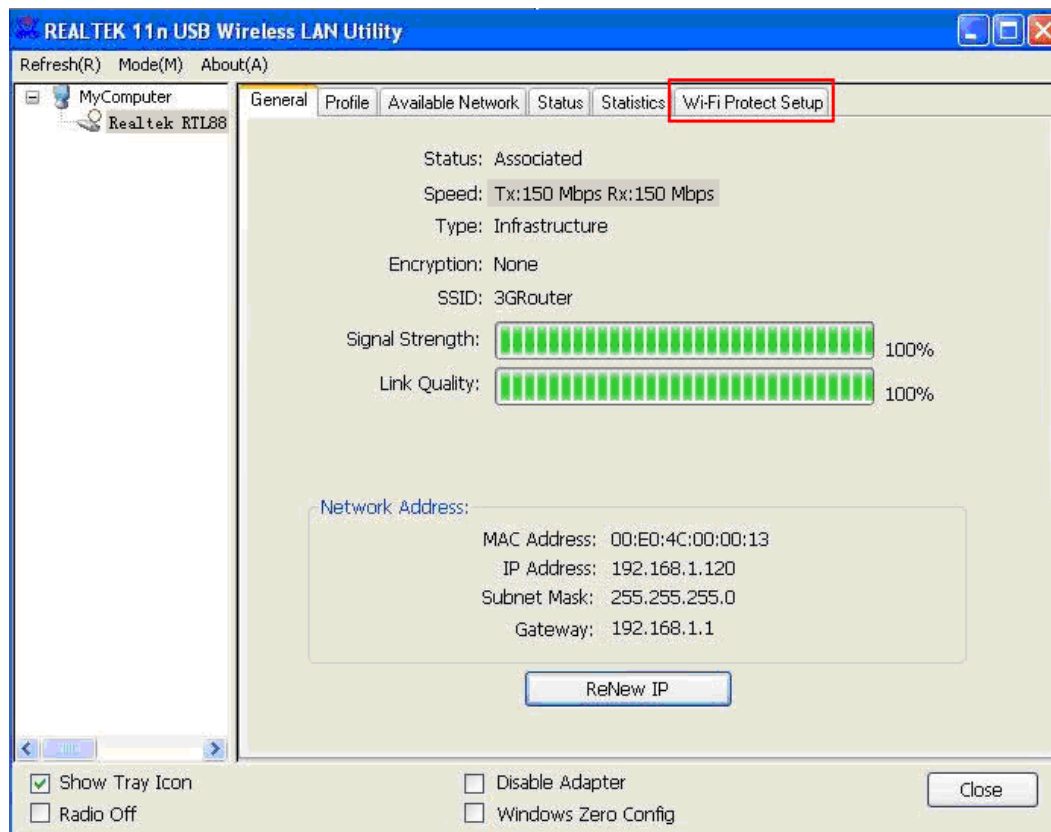 REALTEK 11n USB Wireless LAN Utility
Refresh(R) Mode(M) About(A)
MyComputer
Realtek RTL88
General Profile Available Network Status Statistics Wi-Fi Protect Setup
Status: Associated
Speed: Tx:150 Mbps Rx:150 Mbps
Type: Infrastructure
Encryption: None
SSID: 3GRouter
Signal Strength: 100%
Link Quality: 100%
Network Address:
MAC Address: 00:E0:4C:00:00:13
IP Address: 192.168.1.120
Subnet Mask: 255.255.255.0
Gateway: 192.168.1.1
ReNew IP
Show Tray Icon
Radio Off
Disable Adapter
Windows Zero Config
Close